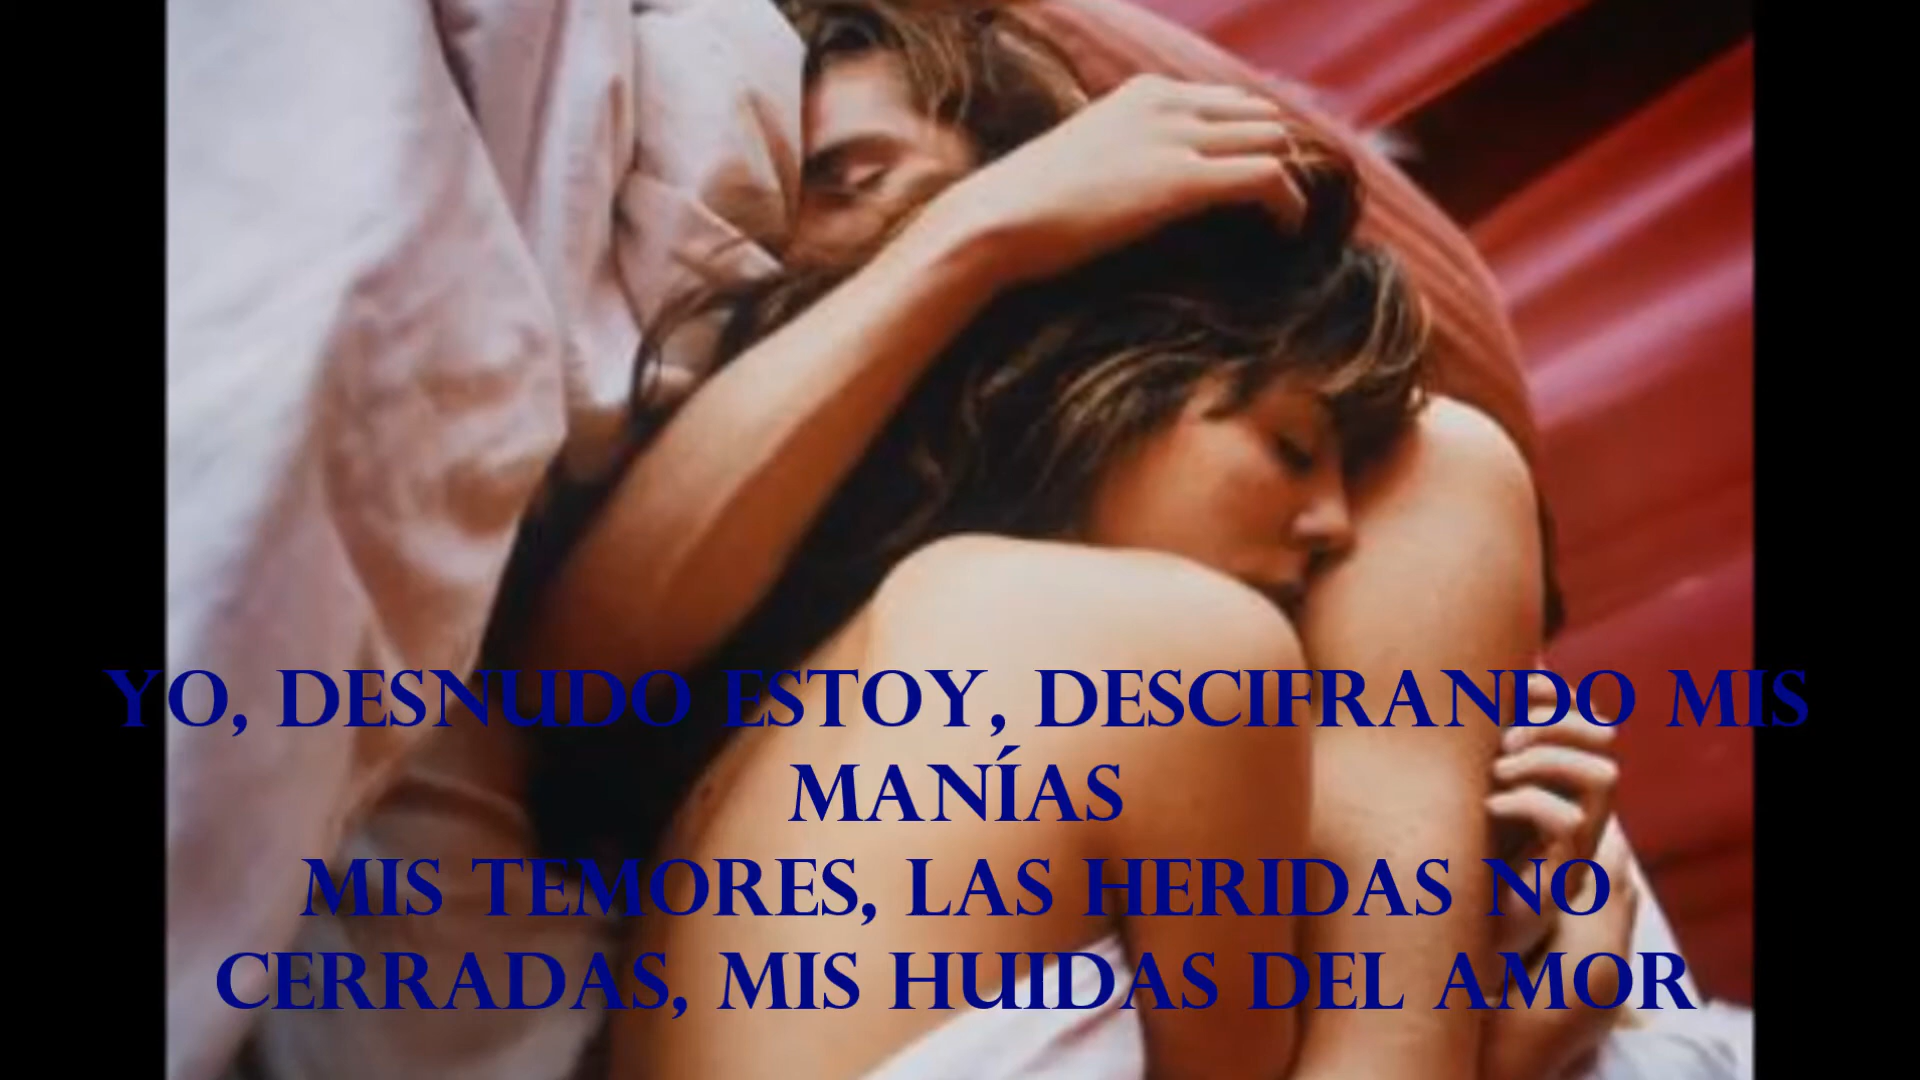 YO, DESNUDO ESTOY, DESCIFRANDO MIS
MANÍAS
MIS TEMORES, LAS HERIDAS NO
CERRADAS, MIS HUIDAS DEL AMOR